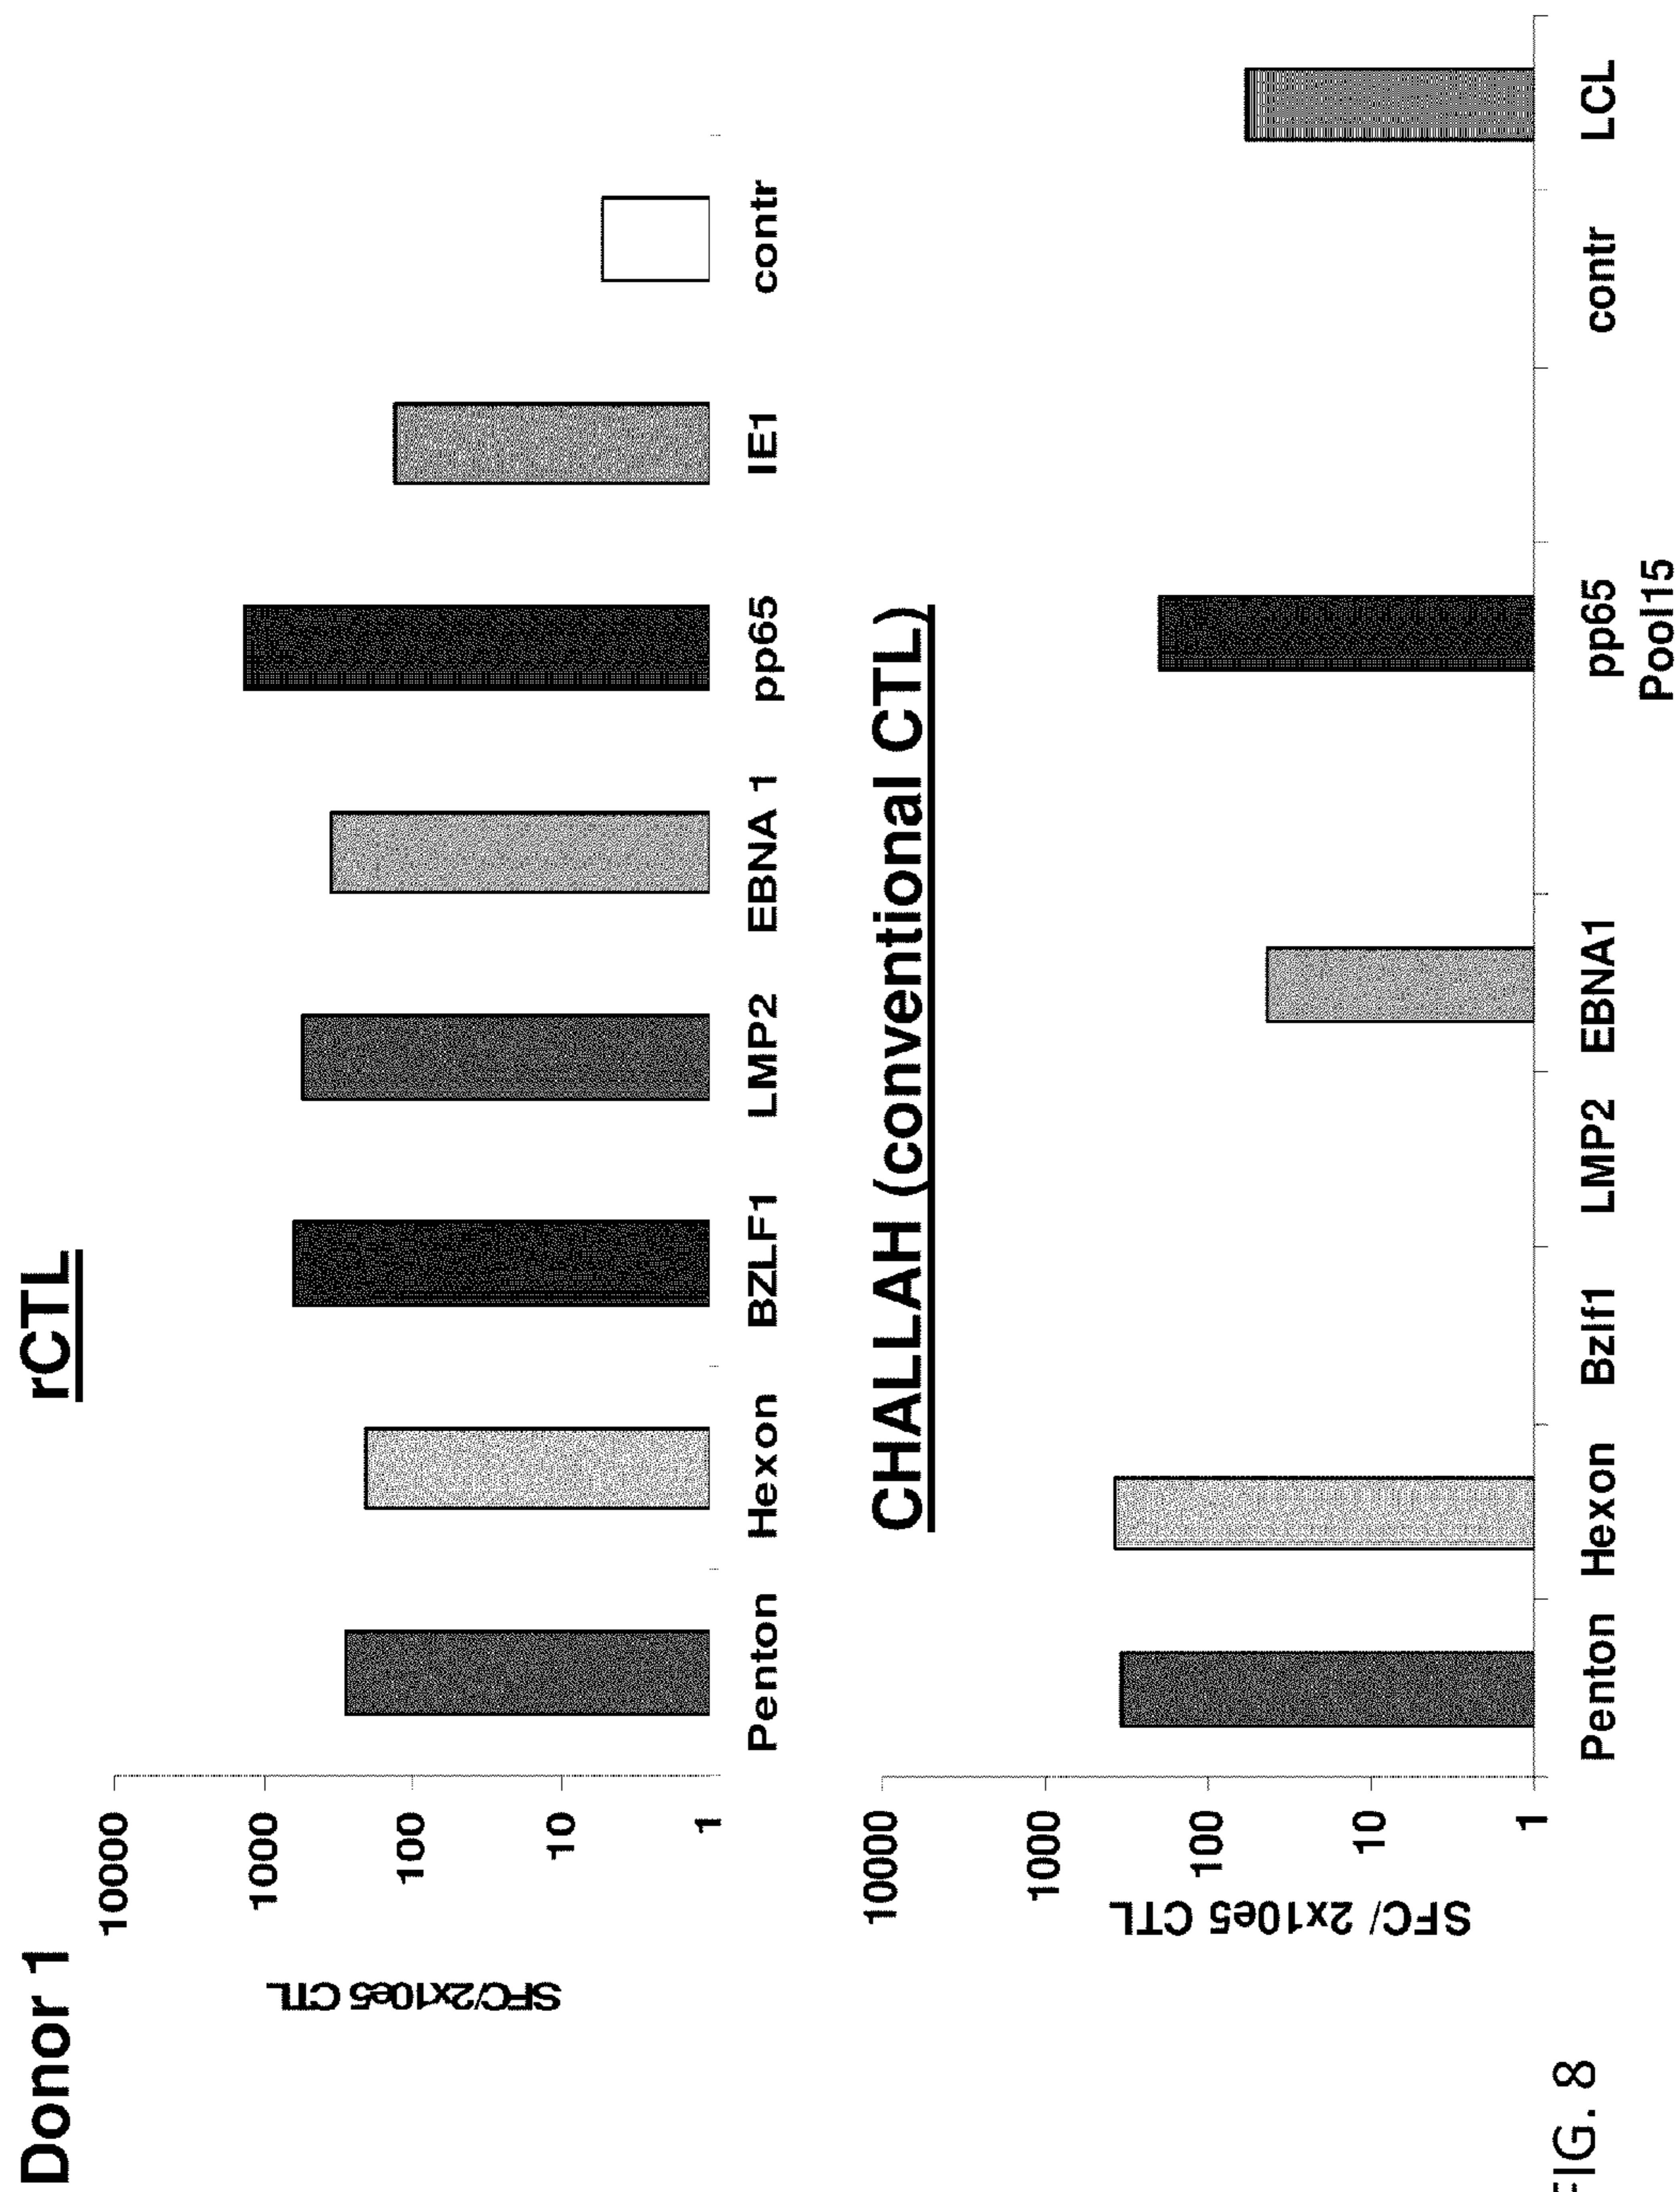 Donor 1
rCTL
SFC/2x10e5 CTL
10000
1000
100
10
1
Penton Hexon BZLF1 LMP2 EBNA 1 pp65 IE1 contr
CHALLAH (conventional CTL)
SFC/ 2x10e5 CTL
10000
1000
100
10
1
Penton Hexon Bzlf1 LMP2 EBNA1 pp65 contr LCL
Pool15
FIG. 8